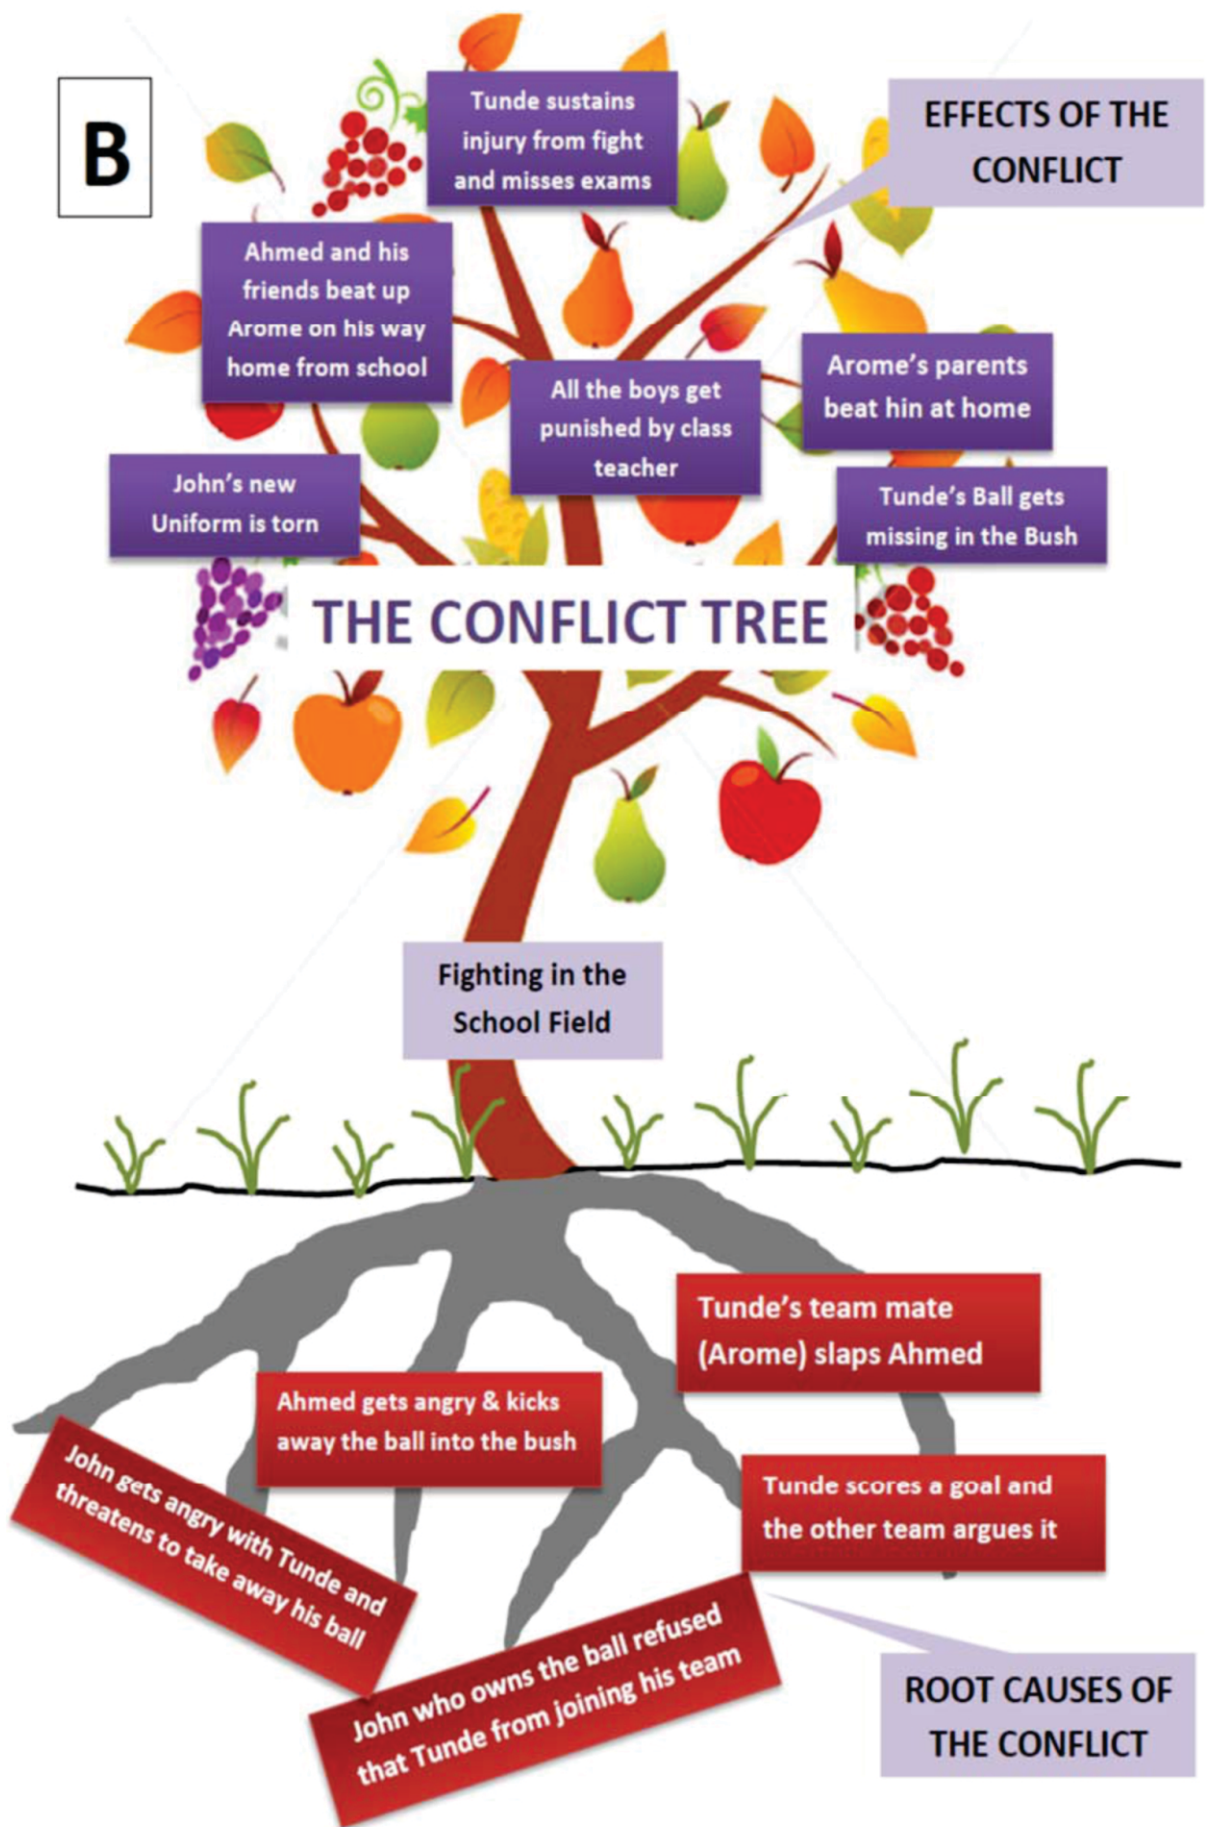 B
Tunde sustains
injury from fight
and misses exams
EFFECTS OF THE
CONFLICT
Ahmed and his
friends beat up
Arome on his way
home from school
All the boys get
punished by class
teacher
Arome’s parents
beat hin at home
John’s new
Uniform is torn
Tunde’s Ball gets
missing in the Bush
THE CONFLICT TREE
Fighting in the
School Field
Tunde’s team mate
(Arome) slaps Ahmed
Ahmed gets angry & kicks
away the ball into the bush
John gets angry with Tunde and
threatens to take away his ball
Tunde scores a goal and
the other team argues it
John who owns the ball refused
that Tunde from joining his team
ROOT CAUSES OF
THE CONFLICT